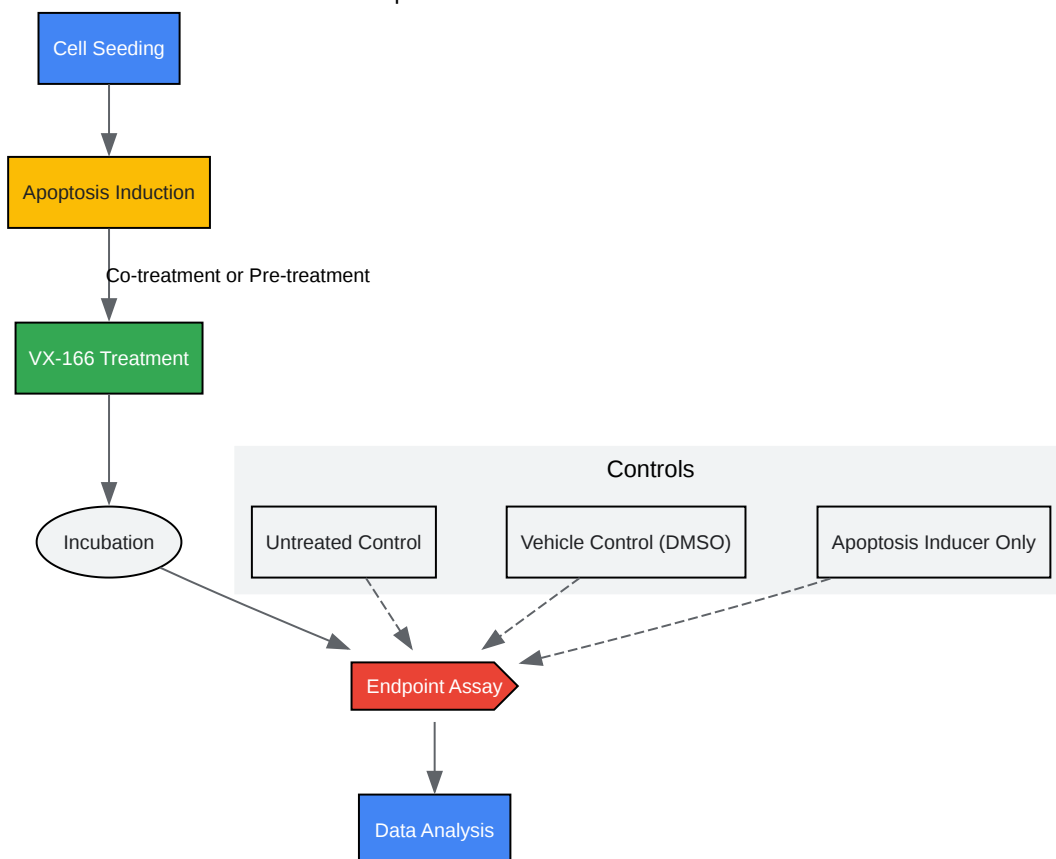 Cell Seeding
Apoptosis Induction
Co-treatment or Pre-treatment
VX-166 Treatment
Controls
Incubation
Untreated Control
Vehicle Control (DMSO)
Apoptosis Inducer Only
Endpoint Assay
Data Analysis